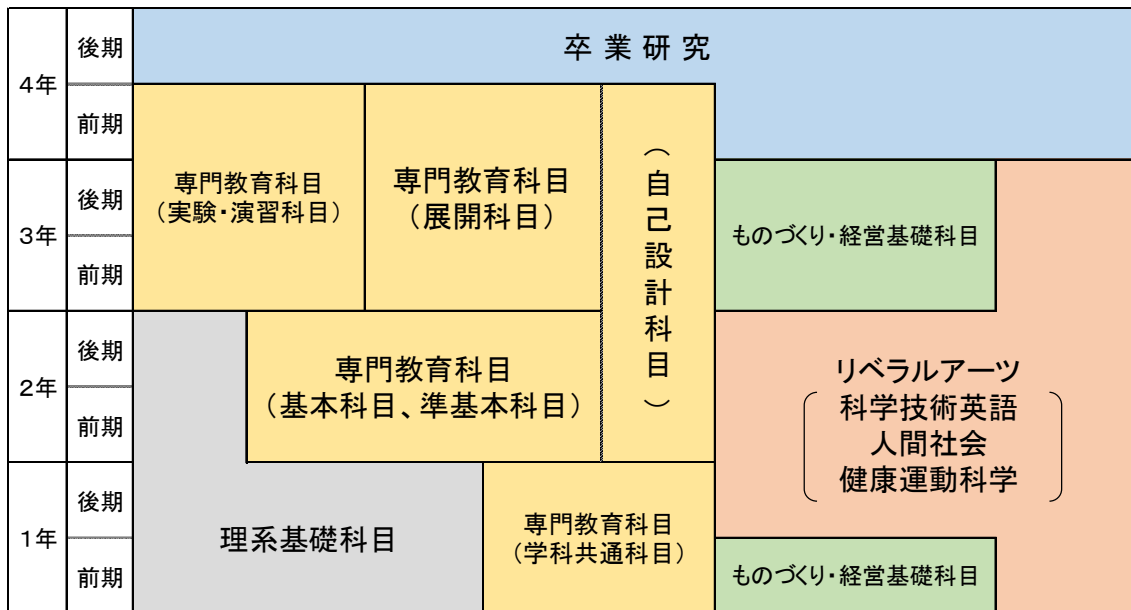 4年
後期
前期
3年
後期
前期
2年
後期
前期
1年
後期
前期
卒業研究
専門教育科目
（実験・演習科目）
専門教育科目
（展開科目）
（自己設計科目）
ものづくり・経営基礎科目
専門教育科目
（基本科目、準基本科目）
リベラルアーツ
科学技術英語
人間社会
健康運動科学
理系基礎科目
専門教育科目
（学科共通科目）
ものづくり・経営基礎科目